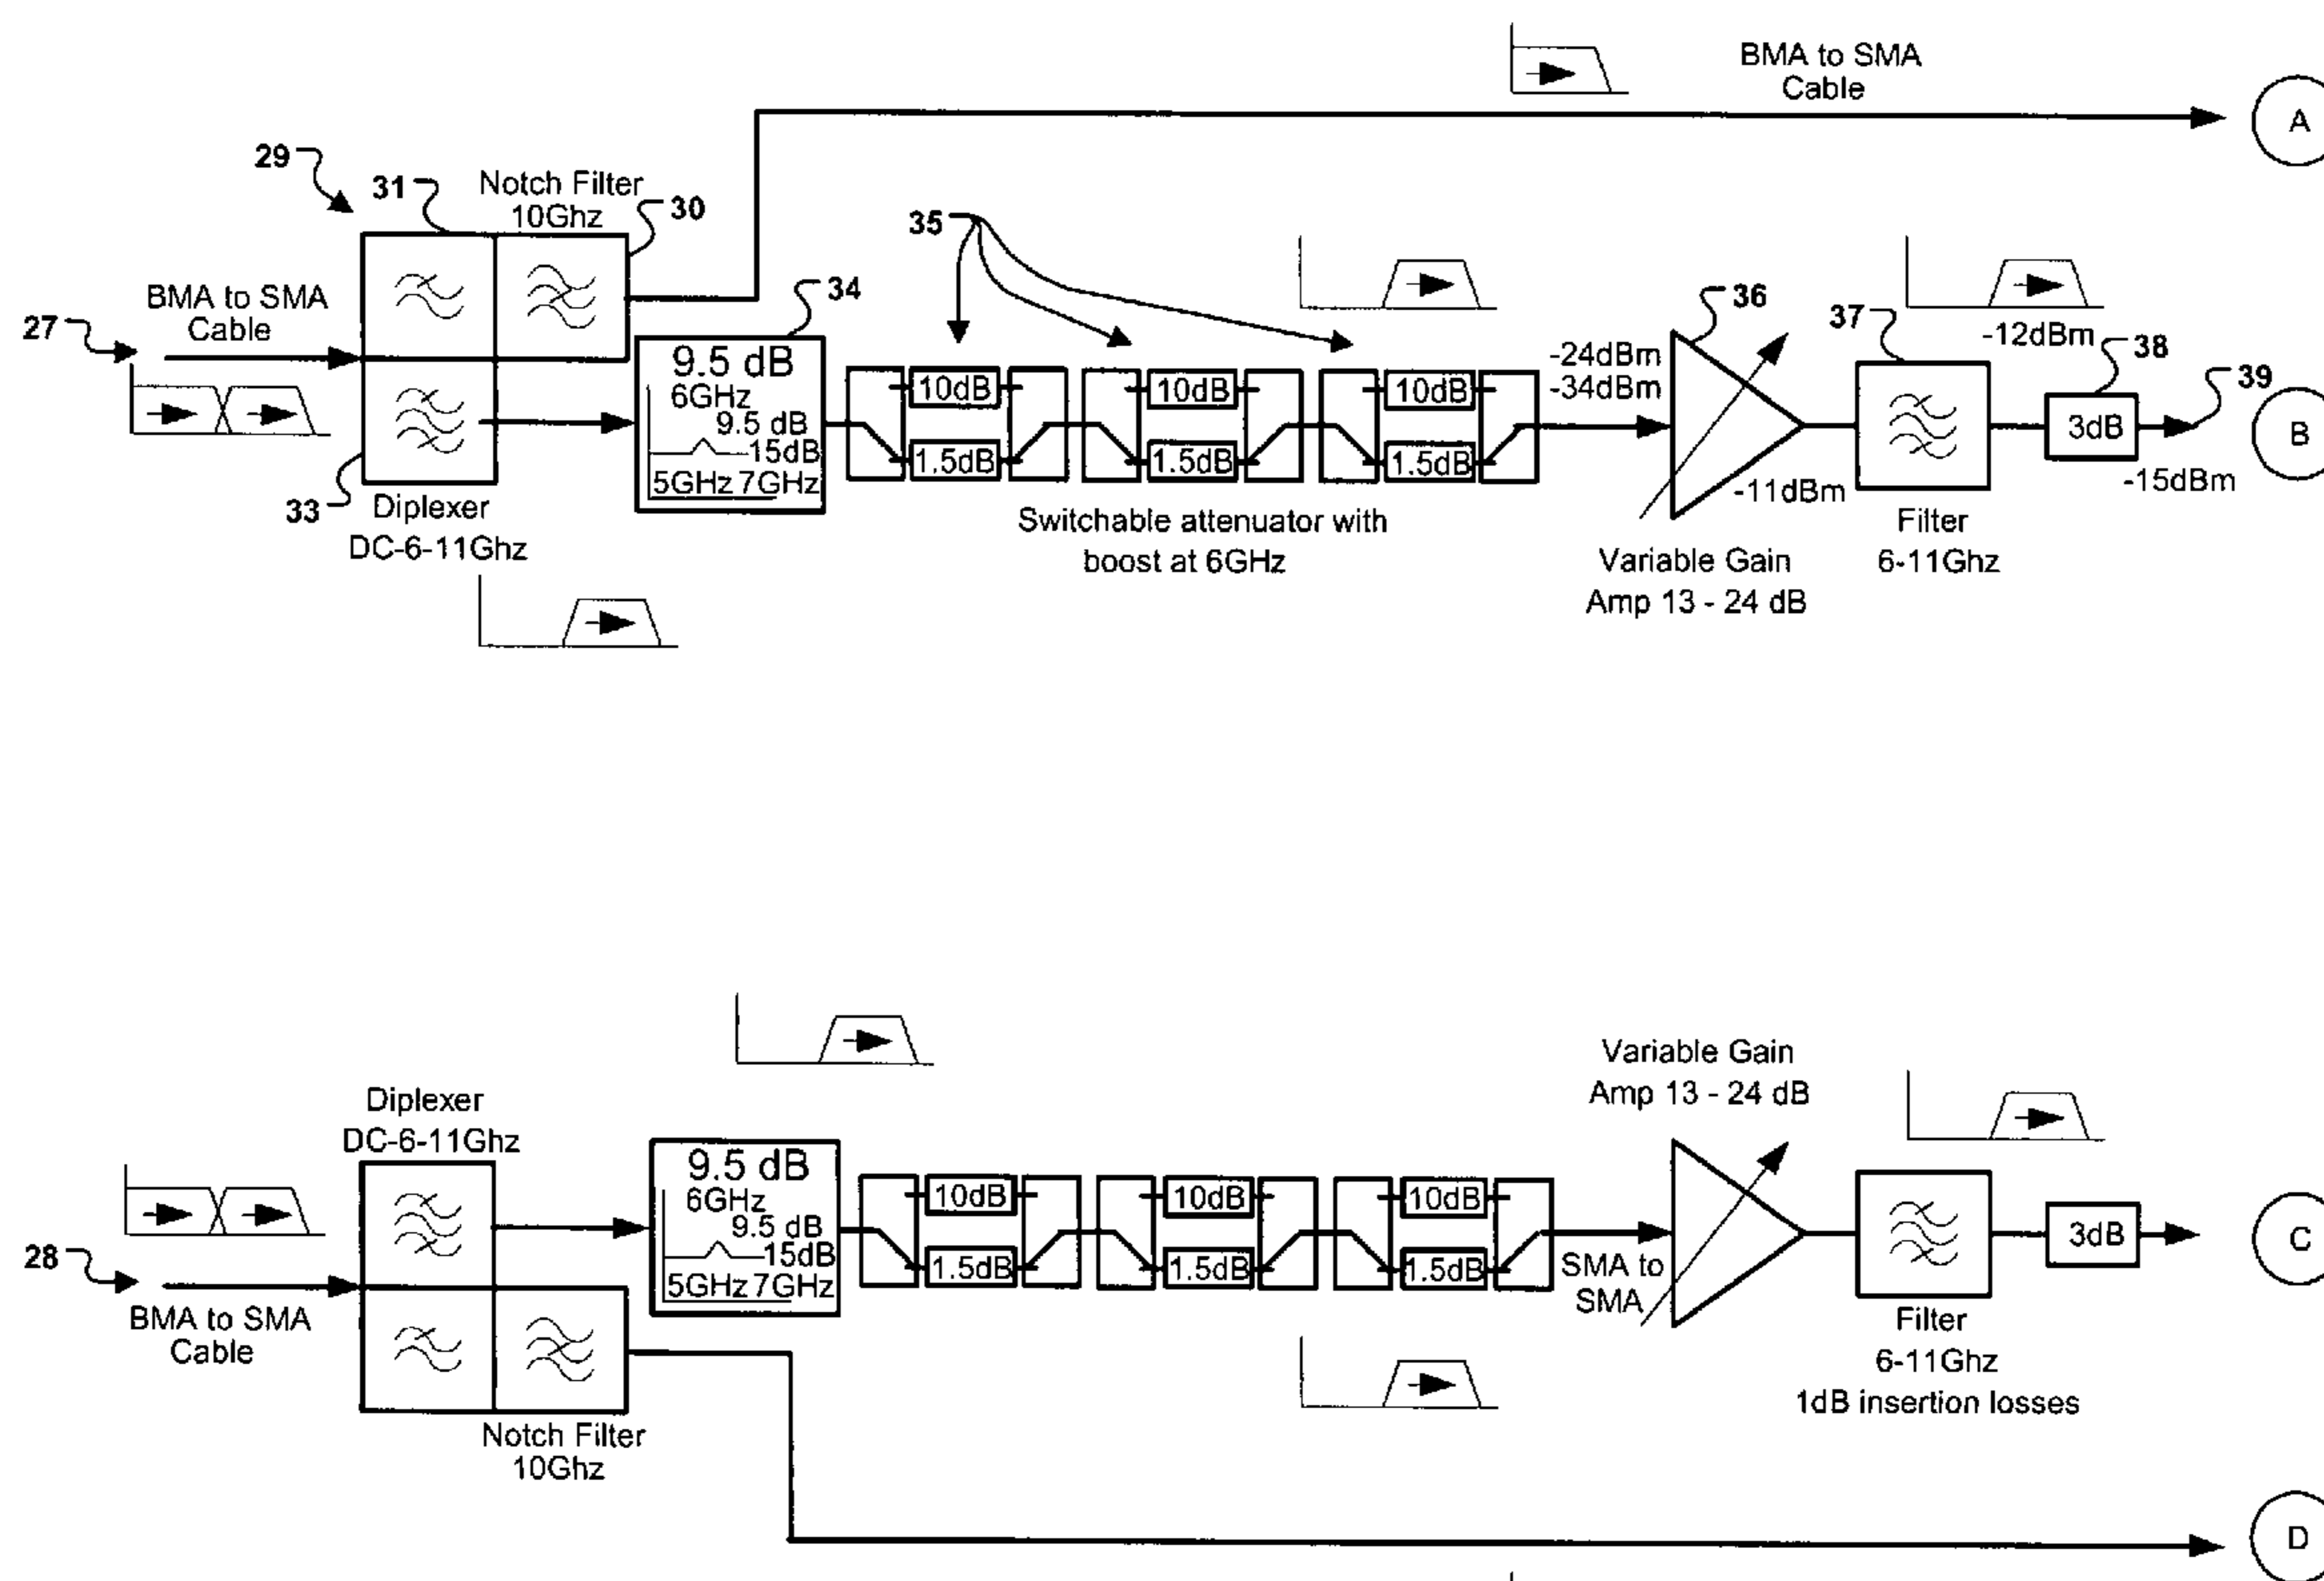 BMA to SMA
Cable
A
29
31
Notch Filter
10Ghz
30
35
34
36
37
-12dBm
38
39
27
BMA to SMA
Cable
9.5 dB
6GHz
9.5 dB
15dB
5GHz 7GHz
10dB
10dB
10dB
1.5dB
1.5dB
1.5dB
-24dBm
-34dBm
-11dBm
3dB
-15dBm
B
33
Diplexer
DC-6-11Ghz
Switchable attenuator with
boost at 6GHz
Variable Gain
Amp 13 - 24 dB
Filter
6-11Ghz
Variable Gain
Amp 13 - 24 dB
Diplexer
DC-6-11Ghz
9.5 dB
6GHz
9.5 dB
15dB
5GHz 7GHz
10dB
10dB
10dB
1.5dB
1.5dB
1.5dB
SMA to
SMA
3dB
C
28
BMA to SMA
Cable
Filter
6-11Ghz
1dB insertion losses
Notch Filter
10Ghz
D